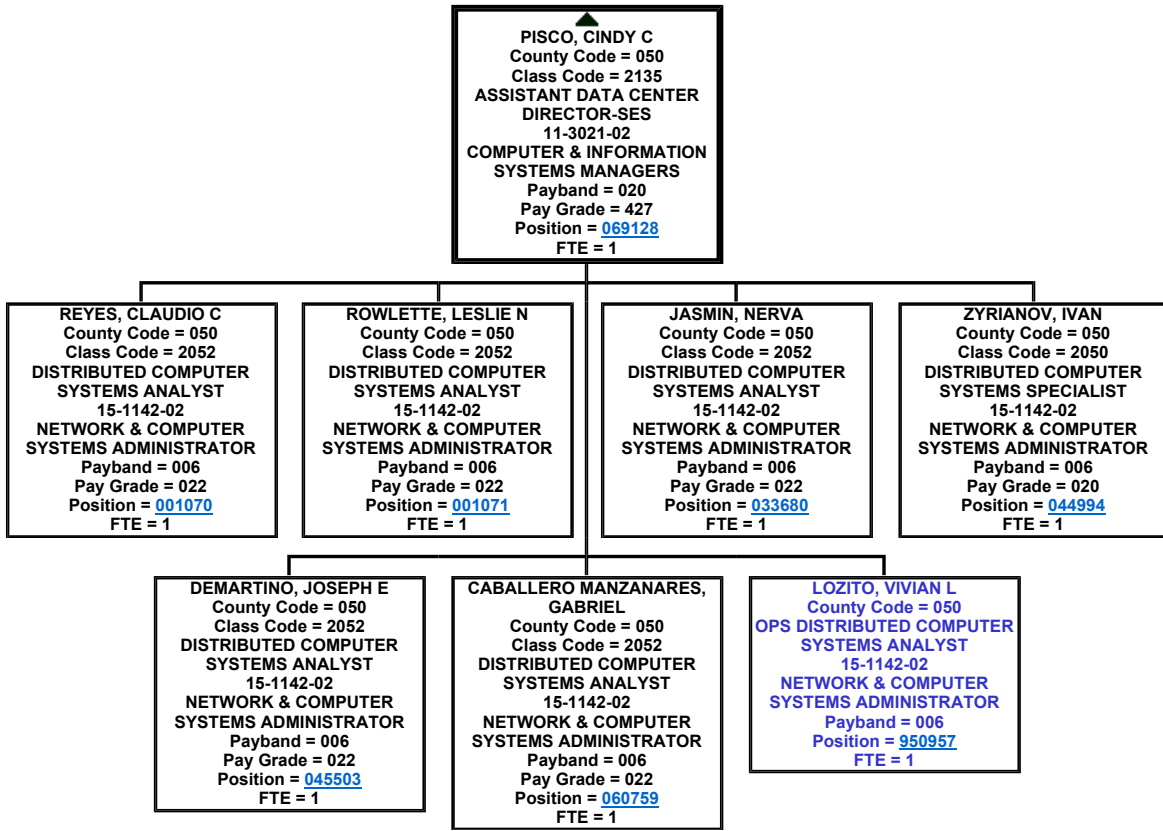 PISCO, CINDY C
County Code = 050
Class Code = 2135
ASSISTANT DATA CENTER
DIRECTOR-SES
11-3021-02
COMPUTER & INFORMATION
SYSTEMS MANAGERS
Payband = 020
Pay Grade = 427
Position = 069128
FTE = 1
REYES, CLAUDIO C
County Code = 050
Class Code = 2052
DISTRIBUTED COMPUTER
SYSTEMS ANALYST
15-1142-02
NETWORK & COMPUTER
SYSTEMS ADMINISTRATOR
Payband = 006
Pay Grade = 022
Position = 001070
FTE = 1
ROWLETTE, LESLIE N
County Code = 050
Class Code = 2052
DISTRIBUTED COMPUTER
SYSTEMS ANALYST
15-1142-02
NETWORK & COMPUTER
SYSTEMS ADMINISTRATOR
Payband = 006
Pay Grade = 022
Position = 001071
FTE = 1
JASMIN, NERVA
County Code = 050
Class Code = 2052
DISTRIBUTED COMPUTER
SYSTEMS ANALYST
15-1142-02
NETWORK & COMPUTER
SYSTEMS ADMINISTRATOR
Payband = 006
Pay Grade = 022
Position = 033680
FTE = 1
ZYRIANOV, IVAN
County Code = 050
Class Code = 2050
DISTRIBUTED COMPUTER
SYSTEMS SPECIALIST
15-1142-02
NETWORK & COMPUTER
SYSTEMS ADMINISTRATOR
Payband = 006
Pay Grade = 020
Position = 044994
FTE = 1
DEMARTINO, JOSEPH E
County Code = 050
Class Code = 2052
DISTRIBUTED COMPUTER
SYSTEMS ANALYST
15-1142-02
NETWORK & COMPUTER
SYSTEMS ADMINISTRATOR
Payband = 006
Pay Grade = 022
Position = 045503
FTE = 1
CABALLERO MANZANARES,
GABRIEL
County Code = 050
Class Code = 2052
DISTRIBUTED COMPUTER
SYSTEMS ANALYST
15-1142-02
NETWORK & COMPUTER
SYSTEMS ADMINISTRATOR
Payband = 006
Pay Grade = 022
Position = 060759
FTE = 1
LOZITO, VIVIAN L
County Code = 050
OPS DISTRIBUTED COMPUTER
SYSTEMS ANALYST
15-1142-02
NETWORK & COMPUTER
SYSTEMS ADMINISTRATOR
Payband = 006
Position = 950957
FTE = 1